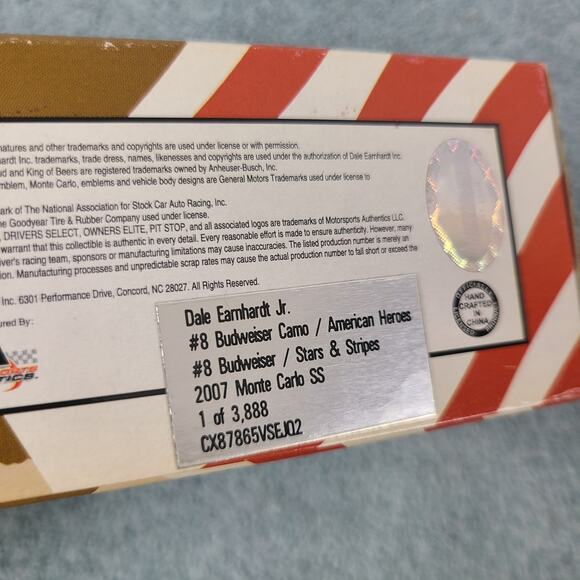 natures and other trademarks and copyrights are used under license or with permission.
hardt Inc. trademarks, trade dress, names, likenesses and copyrights are used under the authorization of Dale Earnhardt Inc.
ud and King of Beers are registered trademarks owned by Anheuser-Busch, Inc.
emblem, Monte Carlo, emblems and vehicle body designs are General Motors Trademarks used under license to
ark of The National Association for Stock Car Auto Racing, Inc.
he Goodyear Tire & Rubber Company used under license.
, DRIVERS SELECT, OWNERS ELITE, PIT STOP, and all associated logos are trademarks of Motorsports Authentics LLC.
warrant that this collectible is authentic in every detail. Every reasonable effort is made to ensure authenticity. However, many
iver's racing team, sponsors or manufacturing limitations may cause inaccuracies. The listed production number is merely an
tion. Manufacturing processes and unpredictable scrap rates may cause the actual production number to fall short or exceed the
Inc. 6301 Performance Drive, Concord, NC 28027. All Rights Reserved.
ured By:
HAND
CRAFTED
IN
CHINA
Dale Earnhardt Jr.
#8 Budweiser Camo / American Heroes
#8 Budweiser / Stars & Stripes
2007 Monte Carlo SS
1 of 3,888
CX87865VSEJ02